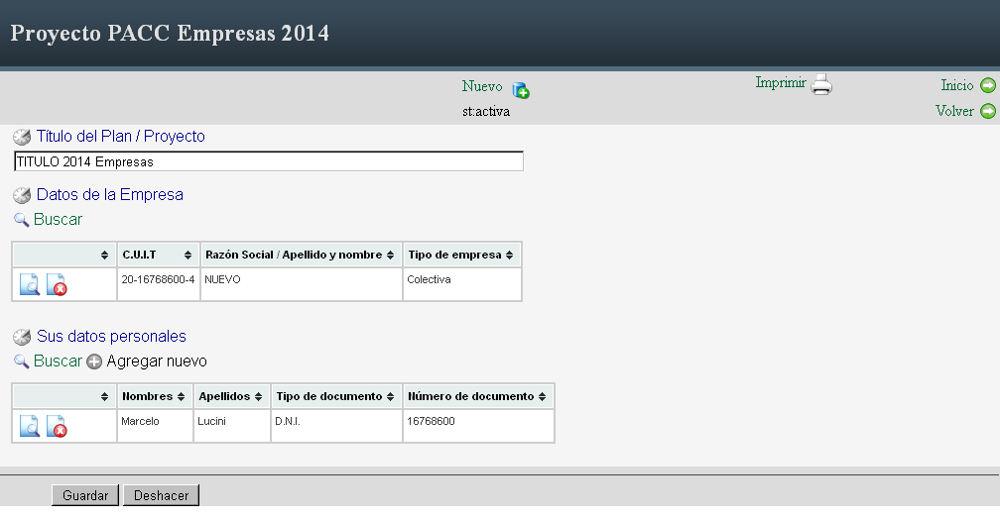 Proyecto PACC Empresas 2014
Nuevo
Imprimir
Inicio
st:activa
Volver
Título del Plan / Proyecto
TITULO 2014 Empresas
Datos de la Empresa
Buscar
C.U.I.T Razón Social / Apellido y nombre Tipo de empresa
20-16768600-4 NUEVO Colectiva
Sus datos personales
Buscar Agregar nuevo
Nombres Apellidos Tipo de documento Número de documento
Marcelo Lucini D.N.I. 16768600
Guardar Deshacer